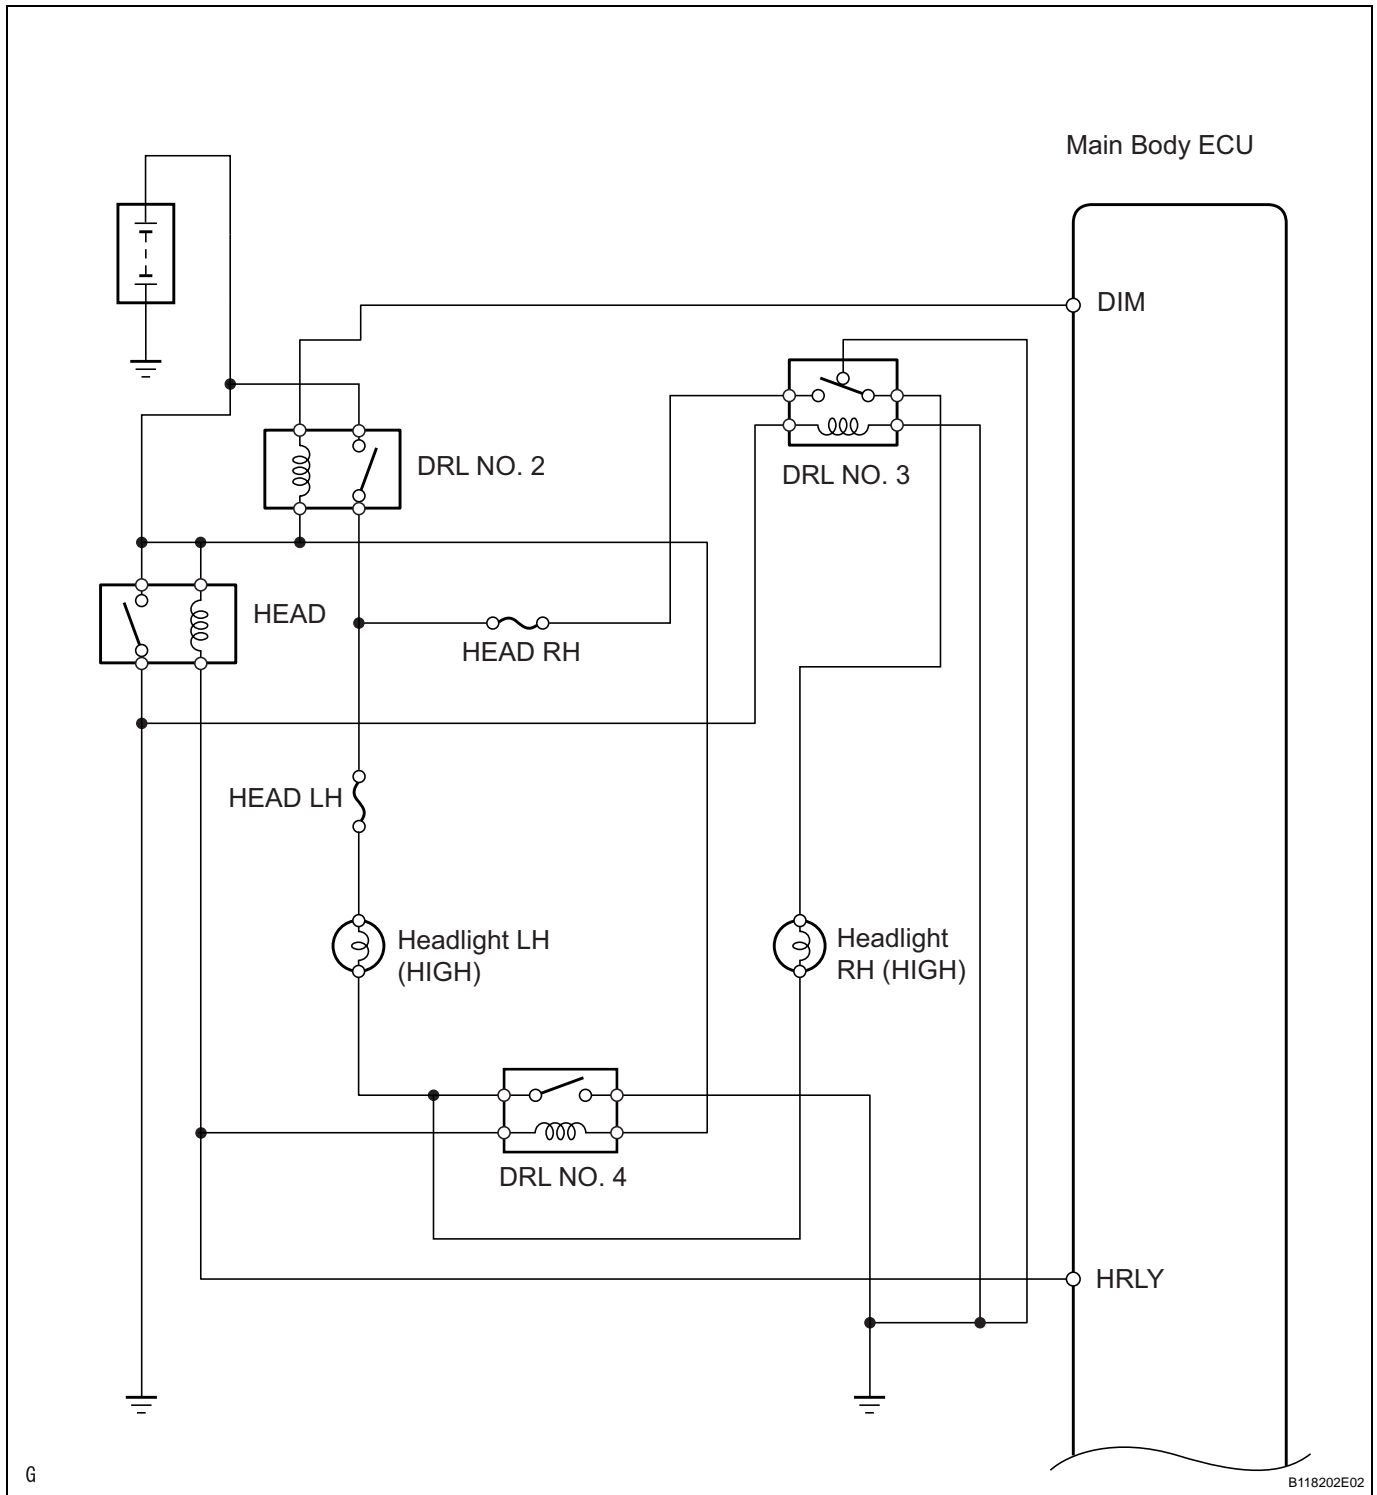 Main Body ECU
DIM
DRL NO. 2
DRL NO. 3
HEAD
HEAD RH
HEAD LH
Headlight LH
(HIGH)
Headlight
RH (HIGH)
DRL NO. 4
HRLY
G
B118202E02